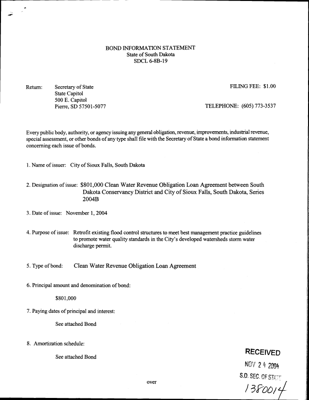 BOND INFORMATION STATEMENT
State of South Dakota
SDCL 6-8B-19
Return: Secretary of State FILING FEE: $1.00
State Capitol
500 E. Capitol
Pierre, SD 57501-5077 TELEPHONE: (605) 773-3537
Every public body, authority, or agency issuing any general obligation, revenue, improvements, industrial revenue,
special assessment, or other bonds of any type shall file with the Secretary of State a bond information statement
concerning each issue of bonds.
1. Name of issuer: City of Sioux Falls, South Dakota
2. Designation of issue: $801,000 Clean Water Revenue Obligation Loan Agreement between South
Dakota Conservancy District and City of Sioux Falls, South Dakota, Series
2004B
3. Date of issue: November 1, 2004
4. Purpose of issue: Retrofit existing flood control structures to meet best management practice guidelines
to promote water quality standards in the City's developed watersheds storm water
discharge permit.
5. Type of bond: Clean Water Revenue Obligation Loan Agreement
6. Principal amount and denomination of bond:
$801,000
7. Paying dates of principal and interest:
See attached Bond
8. Amortization schedule:
See attached Bond
RECEIVED
NOV 24 2004
S.D. SEC. OF STATE
1380014
over